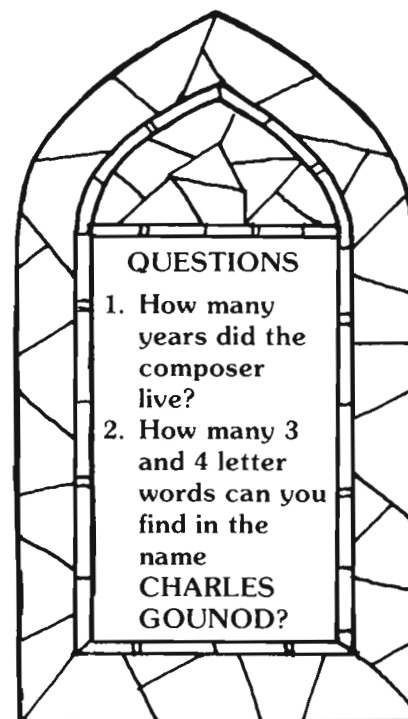 QUESTIONS
1. How many
years did the
composer
live?
2. How many 3
and 4 letter
words can you
find in the
name
CHARLES
GOUNOD?